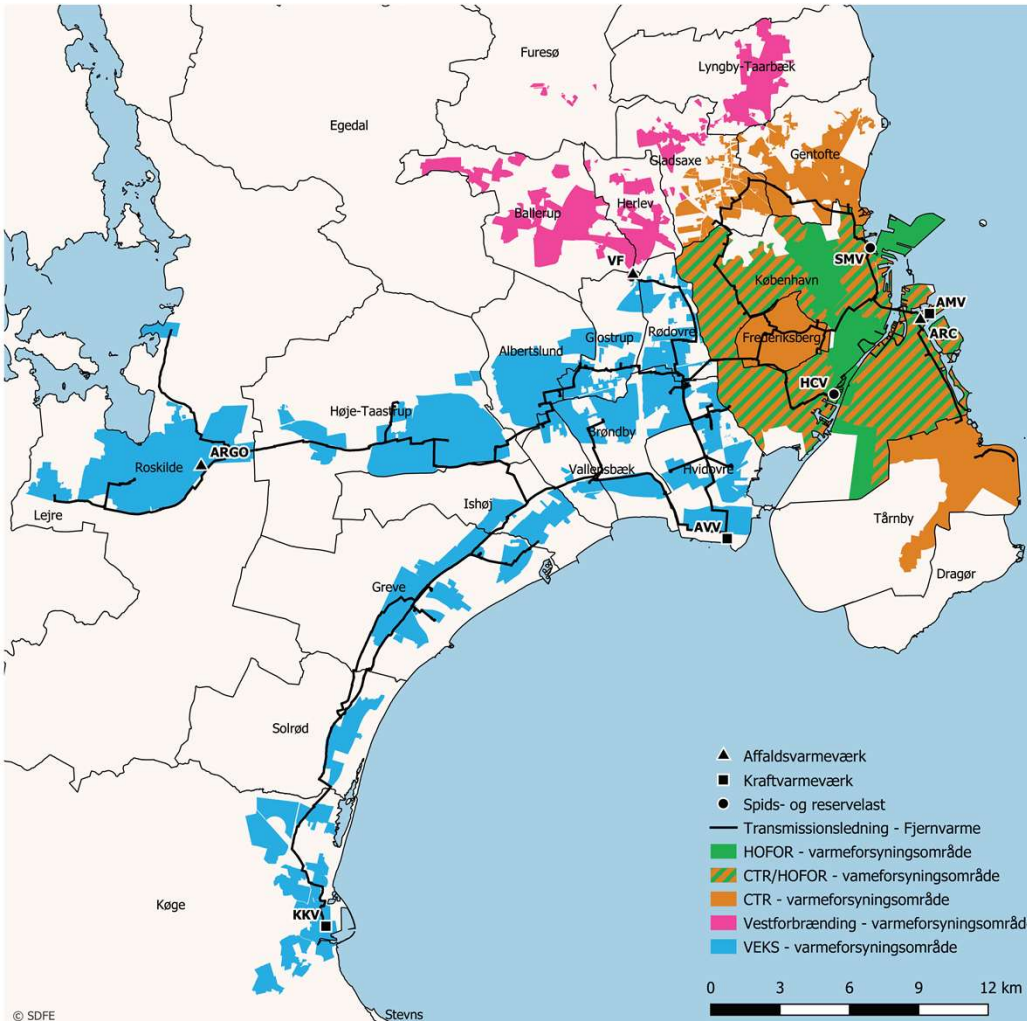 Furesø
Lyngby-Taarbæk
Egedal
Gladsaxe
Gentofte
Ballerup
Herlev
VF
SMV
København
AMV
ARC
Albertslund
Glostrup
Rødovre
Frederiksberg
HCV
Høje-Taastrup
Brøndby
ARGO
Roskilde
Vallensbæk
Hvidovre
Ishøj
Lejre
AVV
Tårnby
Dragør
Greve
Solrød
Køge
KKV
Stevns
Affaldsvarmeværk
Kraftvarmeværk
Spids- og reservelast
Transmissionsledning - Fjernvarme
HOFOR - varmeforsyningsområde
CTR/HOFOR - vameforsyningsområde
CTR - varmeforsyningsområde
Vestforbrænding - varmeforsyningsområde
VEKS - varmeforsyningsområde
0 3 6 9 12 km
© SDFE